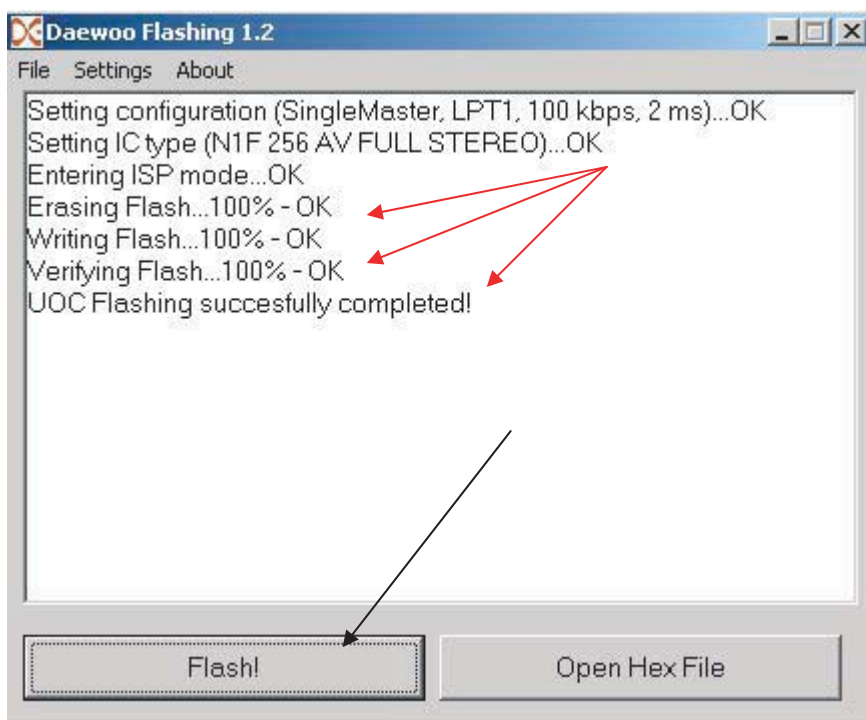 Daewoo Flashing 1.2
File Settings About
Setting configuration (SingleMaster, LPT1, 100 kbps, 2 ms)...OK
Setting IC type (N1F 256 AV FULL STEREO)...OK
Entering ISP mode...OK
Erasing Flash...100% - OK
Writing Flash...100% - OK
Verifying Flash...100% - OK
UOC Flashing succesfully completed!
Flash! Open Hex File